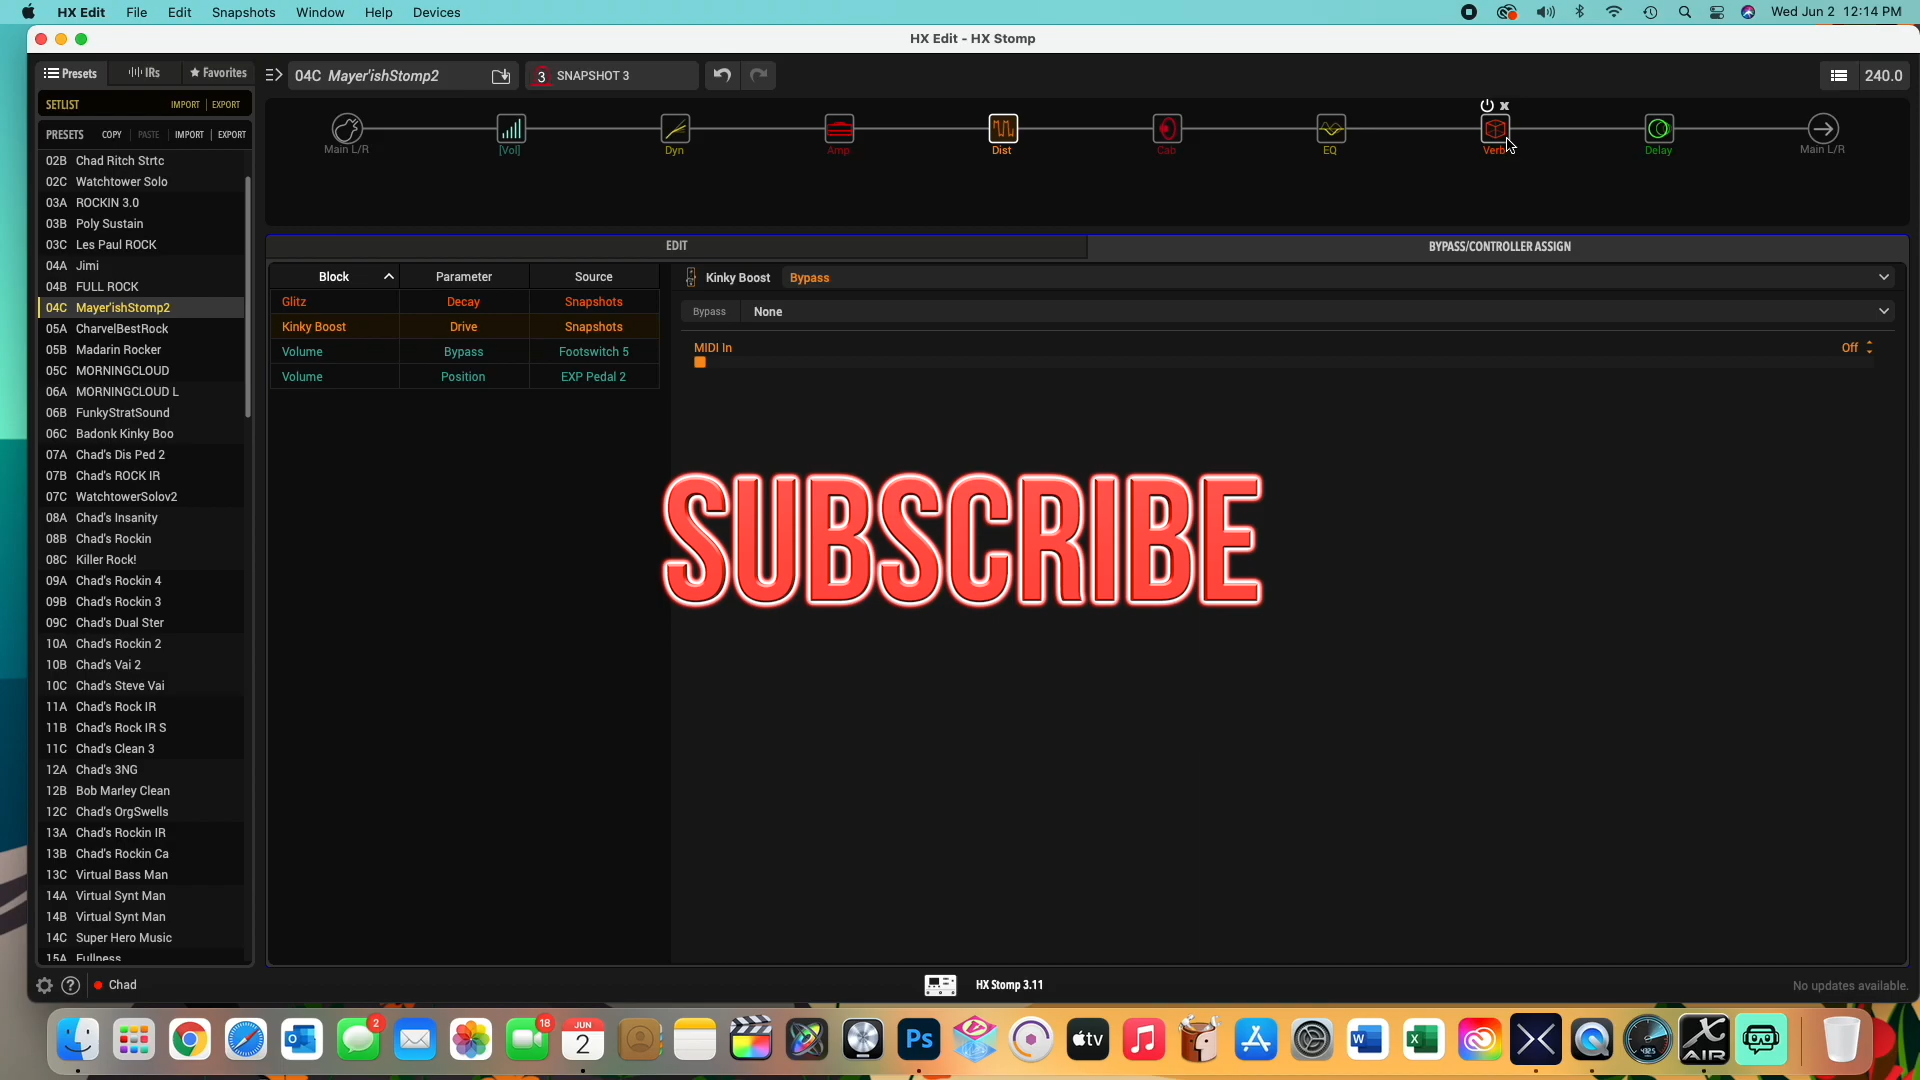 HX Edit File Edit Snapshots Window Help Devices Wed Jun 2 12:14 PM
HX Edit - HX Stomp
Presets IRs Favorites 04C Mayer'ishStomp2 3 SNAPSHOT 3 240.0
SETLIST IMPORT EXPORT
PRESETS COPY PASTE IMPORT EXPORT
Main L/R [Vol] Dyn Amp Dist Cab EQ Verb Delay Main L/R
02B Chad Ritch Strtc
02C Watchtower Solo
03A ROCKIN 3.0
03B Poly Sustain
03C Les Paul ROCK
04A Jimi
04B FULL ROCK
04C Mayer'ishStomp2
05A CharvelBestRock
05B Madarin Rocker
05C MORNINGCLOUD
06A MORNINGCLOUD L
06B FunkyStratSound
06C Badonk Kinky Boo
07A Chad's Dis Ped 2
07B Chad's ROCK IR
07C WatchtowerSolov2
08A Chad's Insanity
08B Chad's Rockin
08C Killer Rock!
09A Chad's Rockin 4
09B Chad's Rockin 3
09C Chad's Dual Ster
10A Chad's Rockin 2
10B Chad's Vai 2
10C Chad's Steve Vai
11A Chad's Rock IR
11B Chad's Rock IR S
11C Chad's Clean 3
12A Chad's 3NG
12B Bob Marley Clean
12C Chad's OrgSwells
13A Chad's Rockin IR
13B Chad's Rockin Ca
13C Virtual Bass Man
14A Virtual Synt Man
14B Virtual Synt Man
14C Super Hero Music
15A Fullness
EDIT BYPASS/CONTROLLER ASSIGN
Block Parameter Source
Glitz Decay Snapshots
Kinky Boost Drive Snapshots
Volume Bypass Footswitch 5
Volume Position EXP Pedal 2
Kinky Boost Bypass
Bypass None
MIDI In Off
SUBSCRIBE
Chad HX Stomp 3.11 No updates available.
2 18 JUN 2 Ps tv W X 432.5 X AIR